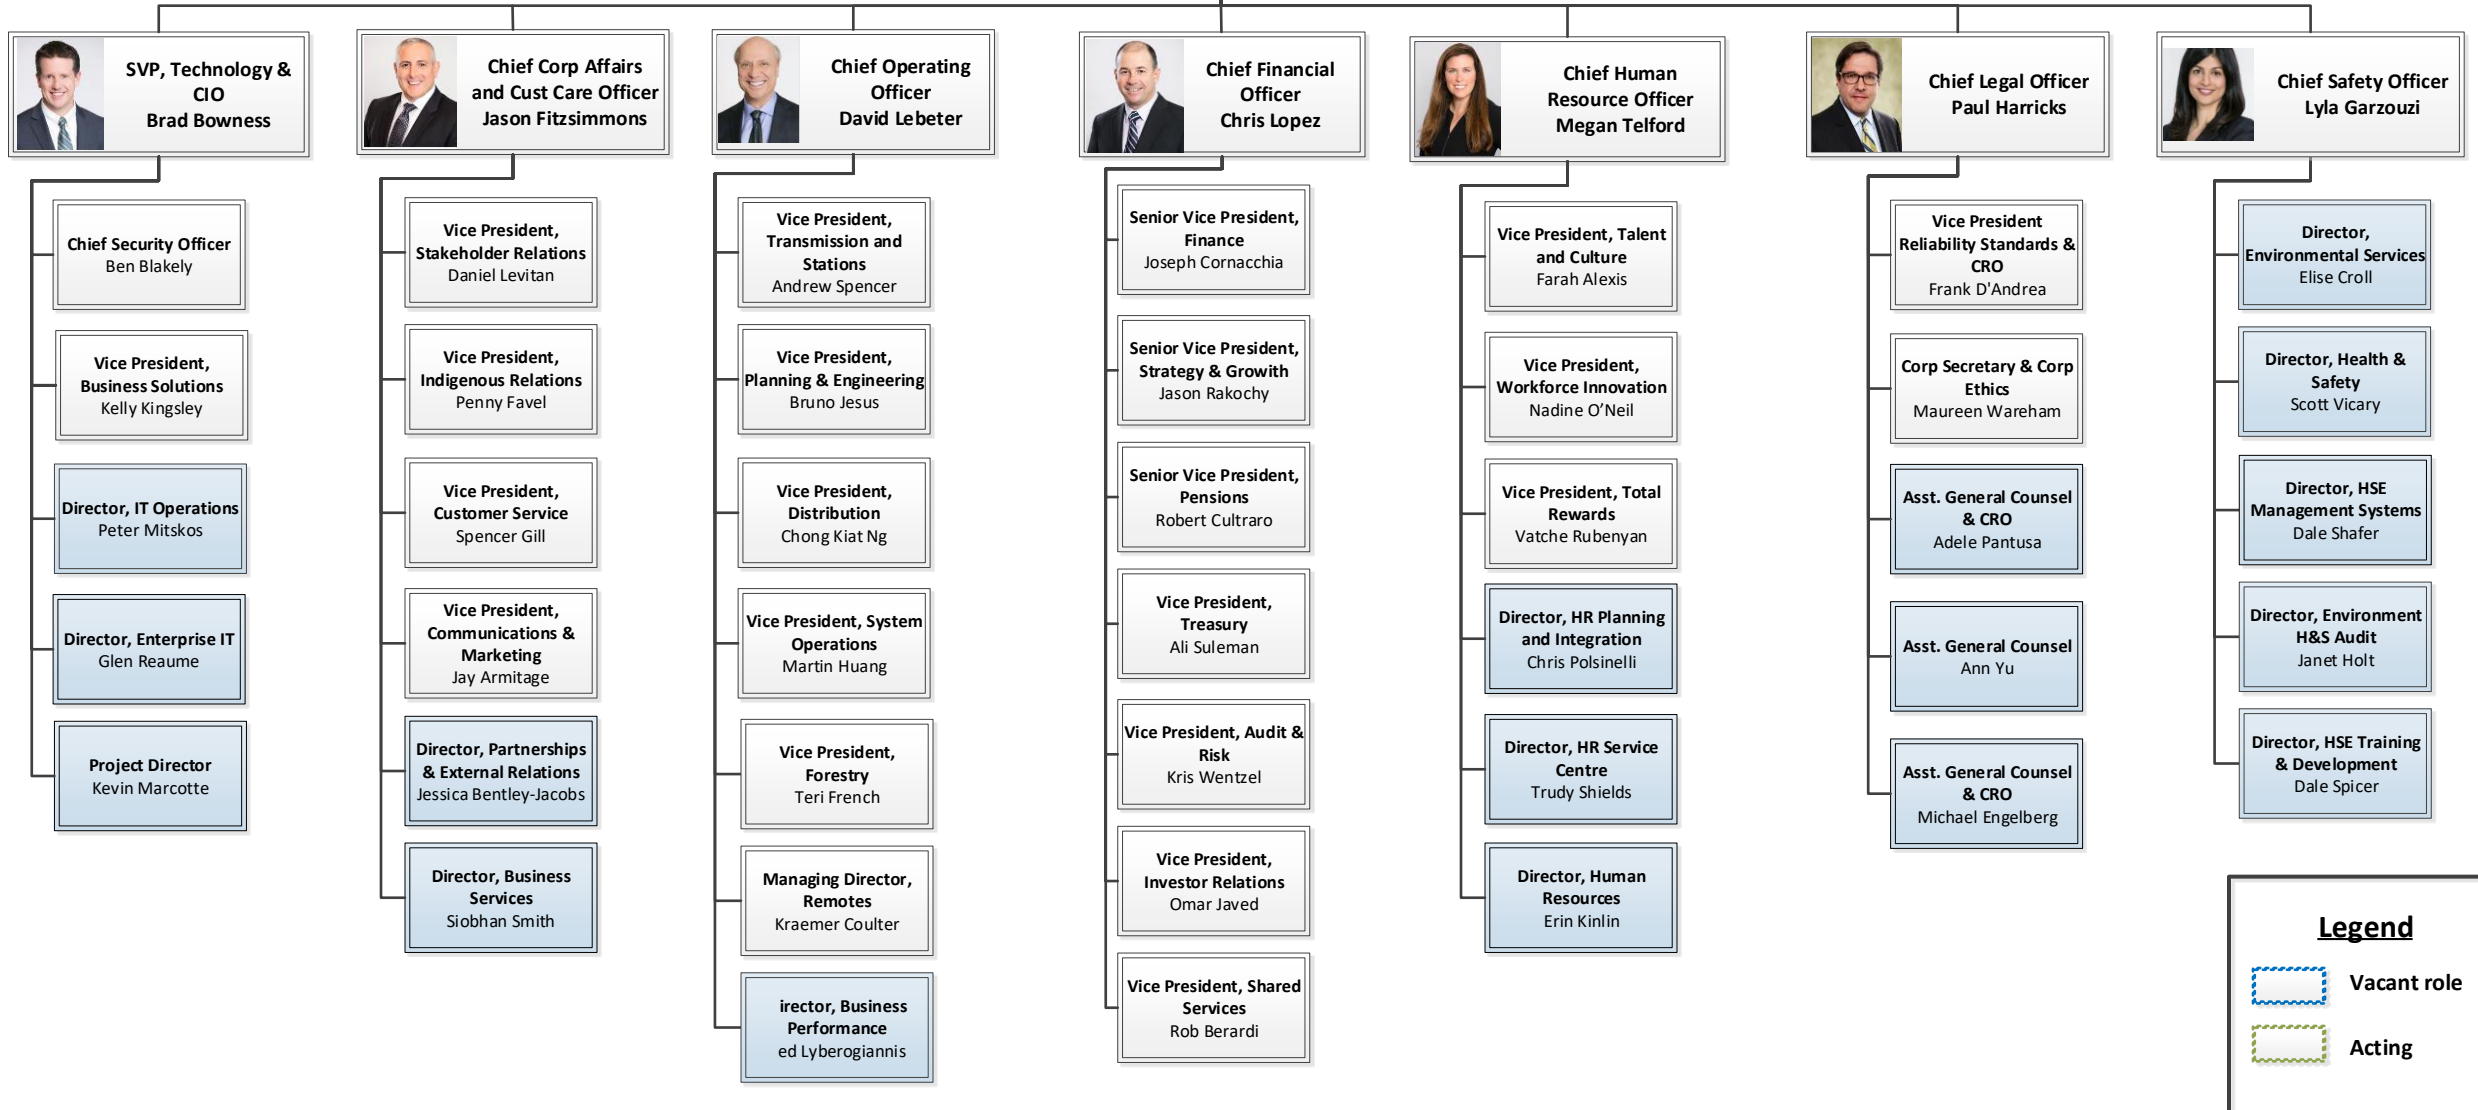 SVP, Technology &
CIO
Brad Bowness
Chief Corp Affairs
and Cust Care Officer
Jason Fitzsimmons
Chief Operating
Officer
David Lebeter
Chief Financial
Officer
Chris Lopez
Chief Human
Resource Officer
Megan Telford
Chief Legal Officer
Paul Harricks
Chief Safety Officer
Lyla Garzouzi
Chief Security Officer
Ben Blakely
Vice President,
Business Solutions
Kelly Kingsley
Director, IT Operations
Peter Mitskos
Director, Enterprise IT
Glen Reaume
Project Director
Kevin Marcotte
Vice President,
Stakeholder Relations
Daniel Levitan
Vice President,
Indigenous Relations
Penny Favel
Vice President,
Customer Service
Spencer Gill
Vice President,
Communications &
Marketing
Jay Armitage
Director, Partnerships
& External Relations
Jessica Bentley-Jacobs
Director, Business
Services
Siobhan Smith
Vice President,
Transmission and
Stations
Andrew Spencer
Vice President,
Planning & Engineering
Bruno Jesus
Vice President,
Distribution
Chong Kiat Ng
Vice President, System
Operations
Martin Huang
Vice President,
Forestry
Teri French
Managing Director,
Remotes
Kraemer Coulter
irector, Business
Performance
ed Lyberogiannis
Senior Vice President,
Finance
Joseph Cornacchia
Senior Vice President,
Strategy & Growth
Jason Rakochy
Senior Vice President,
Pensions
Robert Cultraro
Vice President,
Treasury
Ali Suleman
Vice President, Audit &
Risk
Kris Wentzel
Vice President,
Investor Relations
Omar Javed
Vice President, Shared
Services
Rob Berardi
Vice President, Talent
and Culture
Farah Alexis
Vice President,
Workforce Innovation
Nadine O’Neil
Vice President, Total
Rewards
Vatche Rubenyan
Director, HR Planning
and Integration
Chris Polsinelli
Director, HR Service
Centre
Trudy Shields
Director, Human
Resources
Erin Kinlin
Vice President
Reliability Standards &
CRO
Frank D'Andrea
Corp Secretary & Corp
Ethics
Maureen Wareham
Asst. General Counsel
& CRO
Adele Pantusa
Asst. General Counsel
Ann Yu
Asst. General Counsel
& CRO
Michael Engelberg
Director,
Environmental Services
Elise Croll
Director, Health &
Safety
Scott Vicary
Director, HSE
Management Systems
Dale Shafer
Director, Environment
H&S Audit
Janet Holt
Director, HSE Training
& Development
Dale Spicer
Legend
Vacant role
Acting